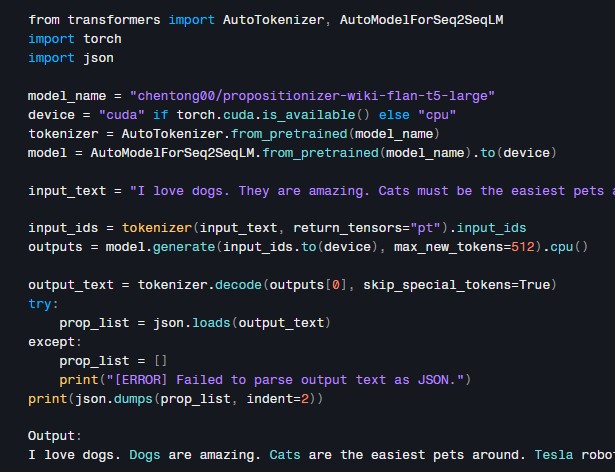 from transformers import AutoTokenizer, AutoModelForSeq2SeqLM
import torch
import json
model_name = "chentong00/propositionizer-wiki-flan-t5-large"
device = "cuda" if torch.cuda.is_available() else "cpu"
tokenizer = AutoTokenizer.from_pretrained(model_name)
model = AutoModelForSeq2SeqLM.from_pretrained(model_name).to(device)
input_text = "I love dogs. They are amazing. Cats must be the easiest pets
input_ids = tokenizer(input_text, return_tensors="pt").input_ids
outputs = model.generate(input_ids.to(device), max_new_tokens=512).cpu()
output_text = tokenizer.decode(outputs[0], skip_special_tokens=True)
try:
    prop_list = json.loads(output_text)
except:
    prop_list = []
    print("[ERROR] Failed to parse output text as JSON.")
print(json.dumps(prop_list, indent=2))
Output:
I love dogs. Dogs are amazing. Cats are the easiest pets around. Tesla robo